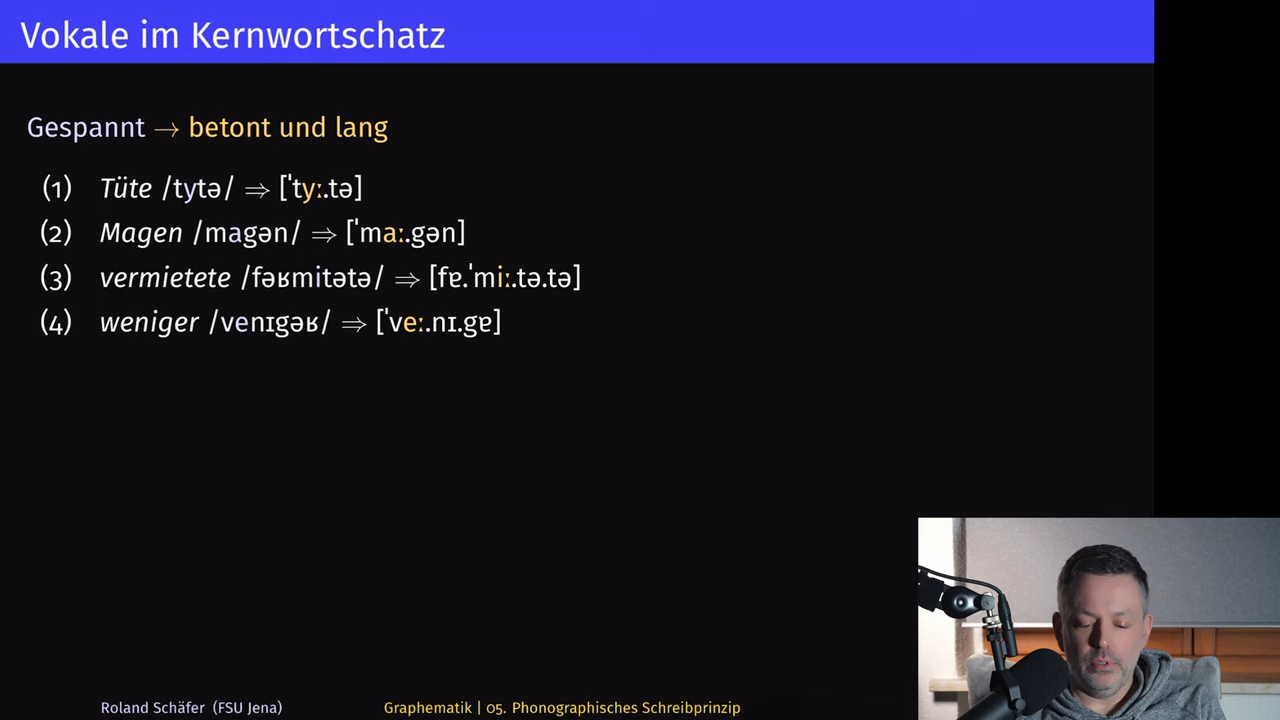 Vokale im Kernwortschatz
Gespannt → betont und lang
(1) Tüte /tytə/ ⇒ [ˈtyː.tə]
(2) Magen /magən/ ⇒ [ˈmaː.gən]
(3) vermietete /fəʁmitətə/ ⇒ [fɐ.ˈmiː.tə.tə]
(4) weniger /venɪgəʁ/ ⇒ [ˈveː.nɪ.gɐ]
Roland Schäfer (FSU Jena) Graphematik | 05. Phonographisches Schreibprinzip